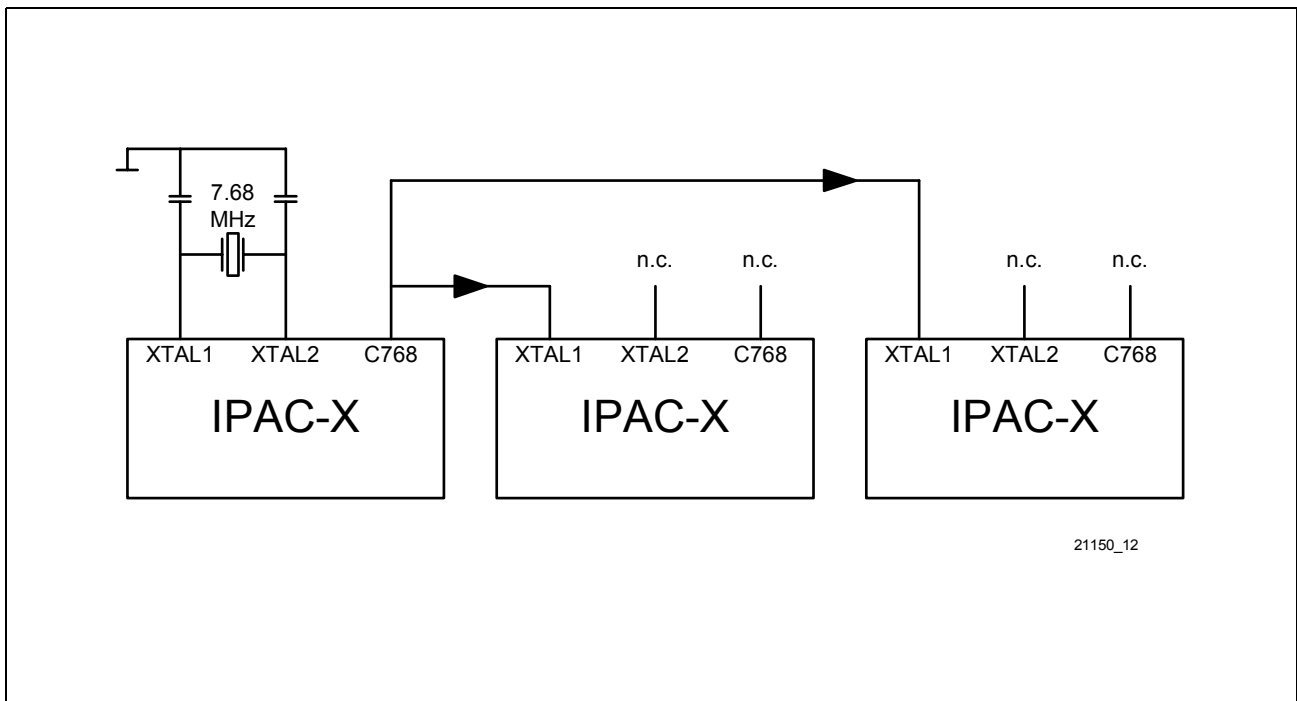 7.68
MHz
n.c. n.c. n.c. n.c.
XTAL1 XTAL2 C768 XTAL1 XTAL2 C768 XTAL1 XTAL2 C768
IPAC-X IPAC-X IPAC-X
21150_12